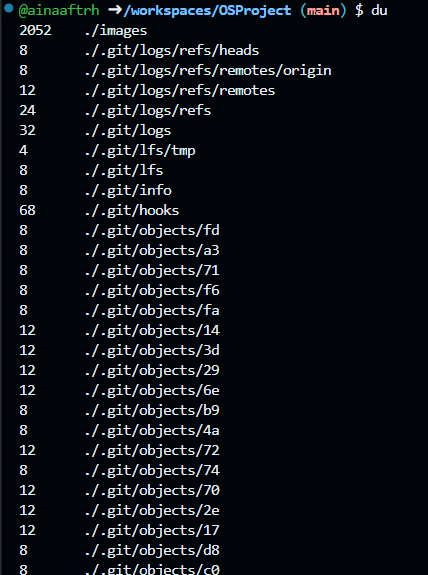 @ainaaftrh ➜/workspaces/OSProject (main) $ du
2052 ./images
8 ./.git/logs/refs/heads
8 ./.git/logs/refs/remotes/origin
12 ./.git/logs/refs/remotes
24 ./.git/logs/refs
32 ./.git/logs
4 ./.git/lfs/tmp
8 ./.git/lfs
8 ./.git/info
68 ./.git/hooks
8 ./.git/objects/fd
8 ./.git/objects/a3
8 ./.git/objects/71
8 ./.git/objects/f6
8 ./.git/objects/fa
12 ./.git/objects/14
12 ./.git/objects/3d
12 ./.git/objects/29
12 ./.git/objects/6e
8 ./.git/objects/b9
8 ./.git/objects/4a
12 ./.git/objects/72
8 ./.git/objects/74
12 ./.git/objects/70
12 ./.git/objects/2e
12 ./.git/objects/17
8 ./.git/objects/d8
8 ./.git/objects/c0